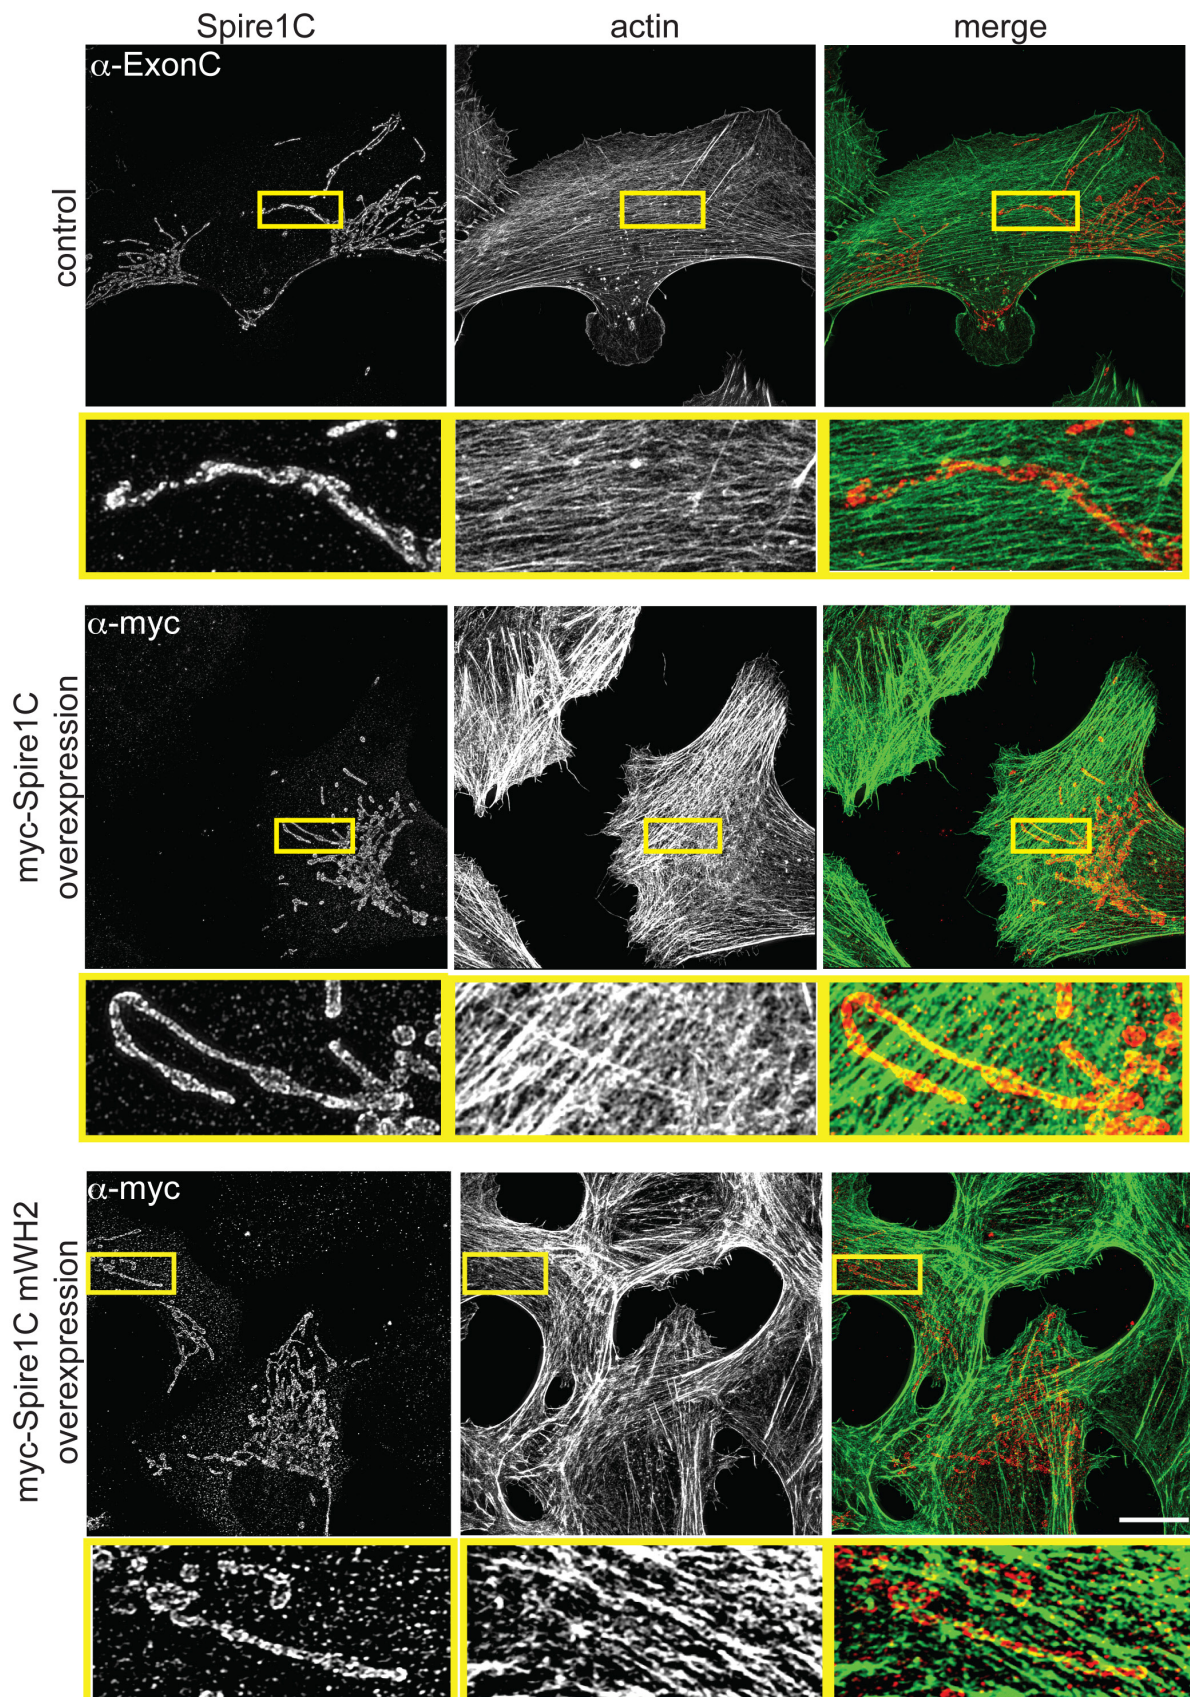 Spire1C actin merge
α-ExonC
control
α-myc
myc-Spire1C
overexpression
α-myc
myc-Spire1C mWH2
overexpression